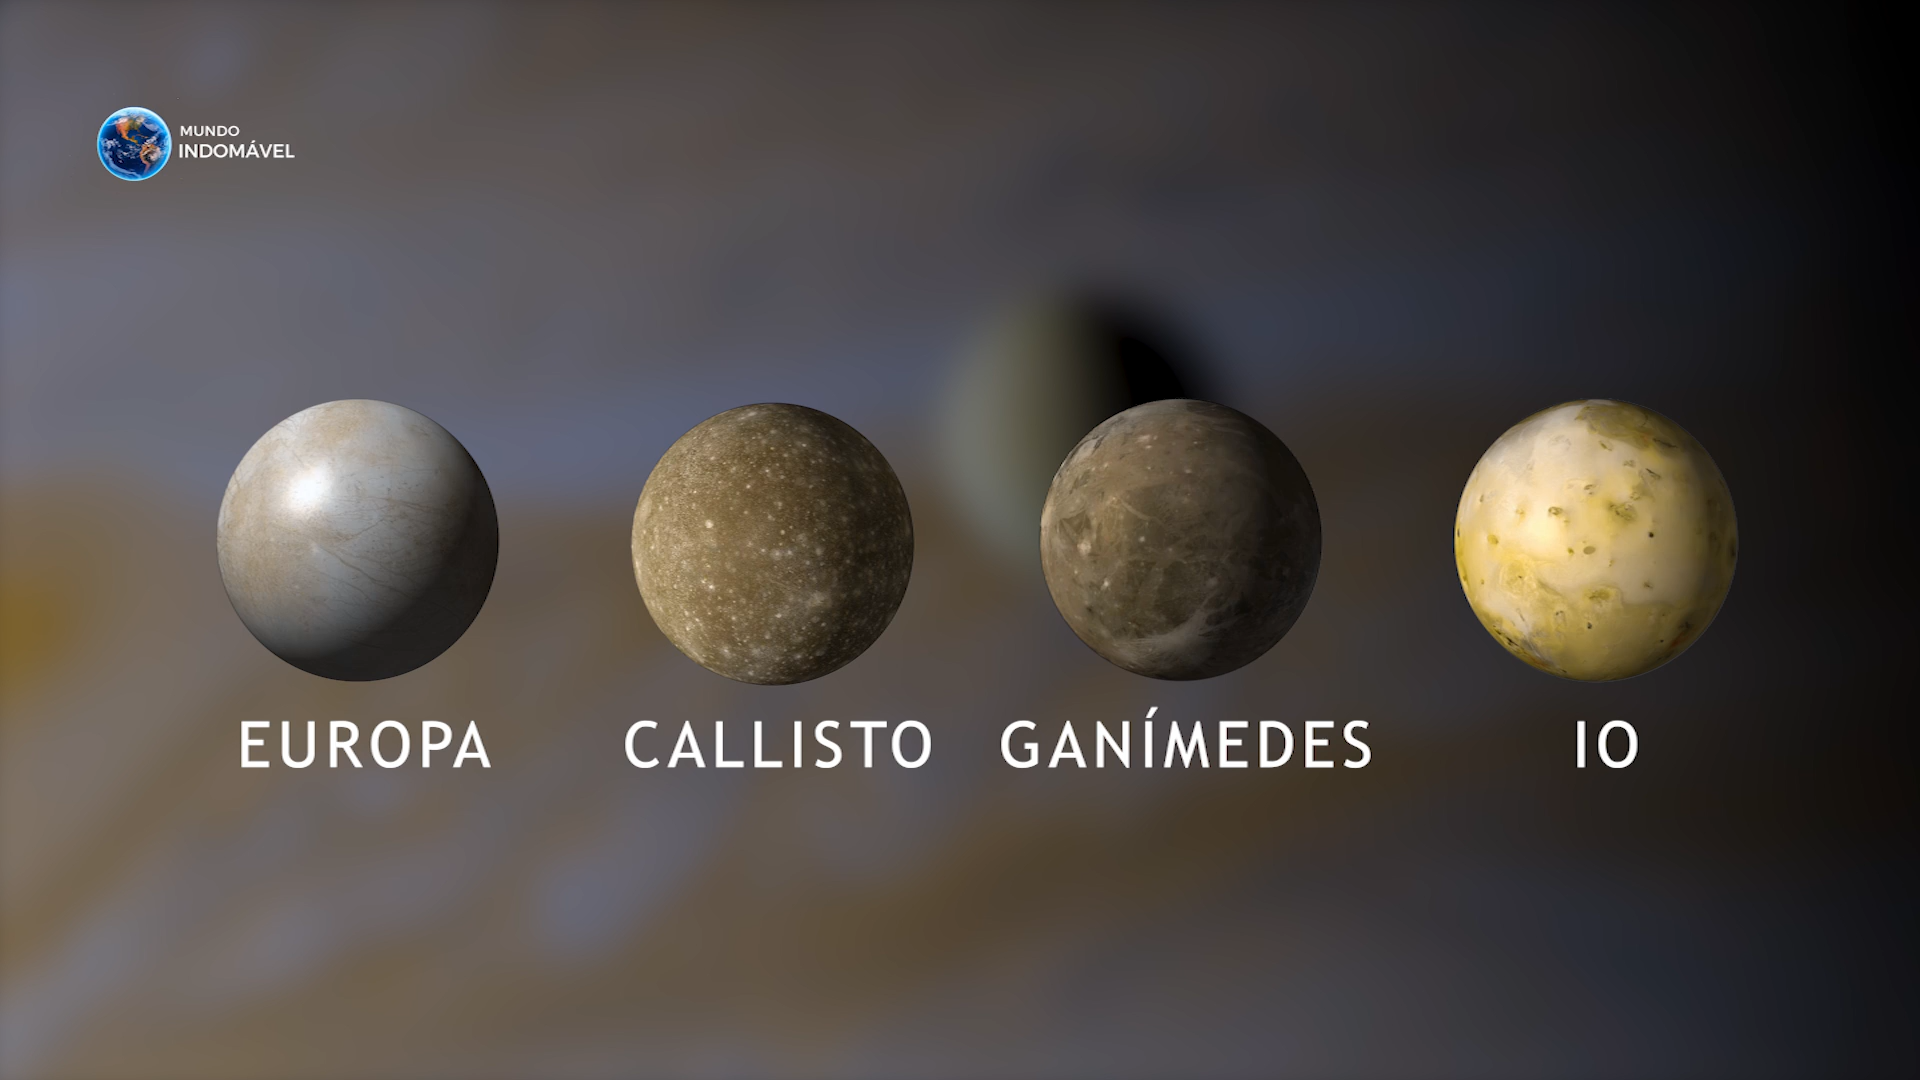 MUNDO
INDOMÁVEL
EUROPA
CALLISTO
GANÍMEDES
IO